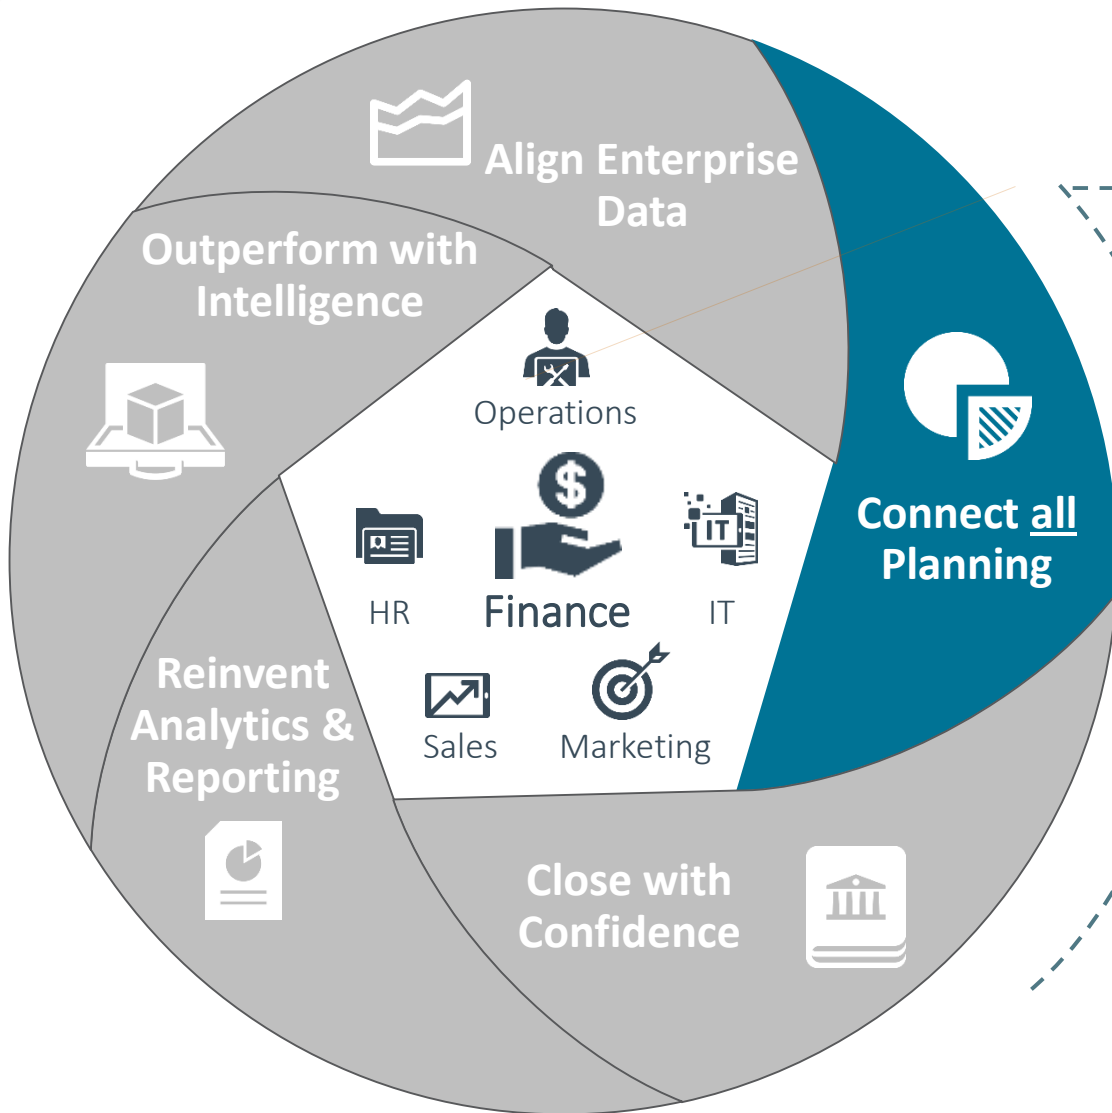 Align Enterprise
Data
Outperform with
Intelligence
Operations
$
IT
Connect all
Planning
HR
Finance
IT
Reinvent
Analytics &
Reporting
Sales
Marketing
Close with
Confidence